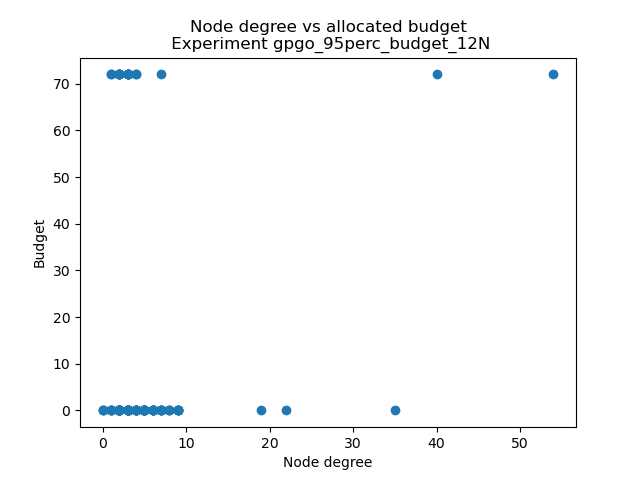 Node degree vs allocated budget
Experiment gpgo_95perc_budget_12N
70
60
50
40
30
20
10
0
Budget
0 10 20 30 40 50
Node degree